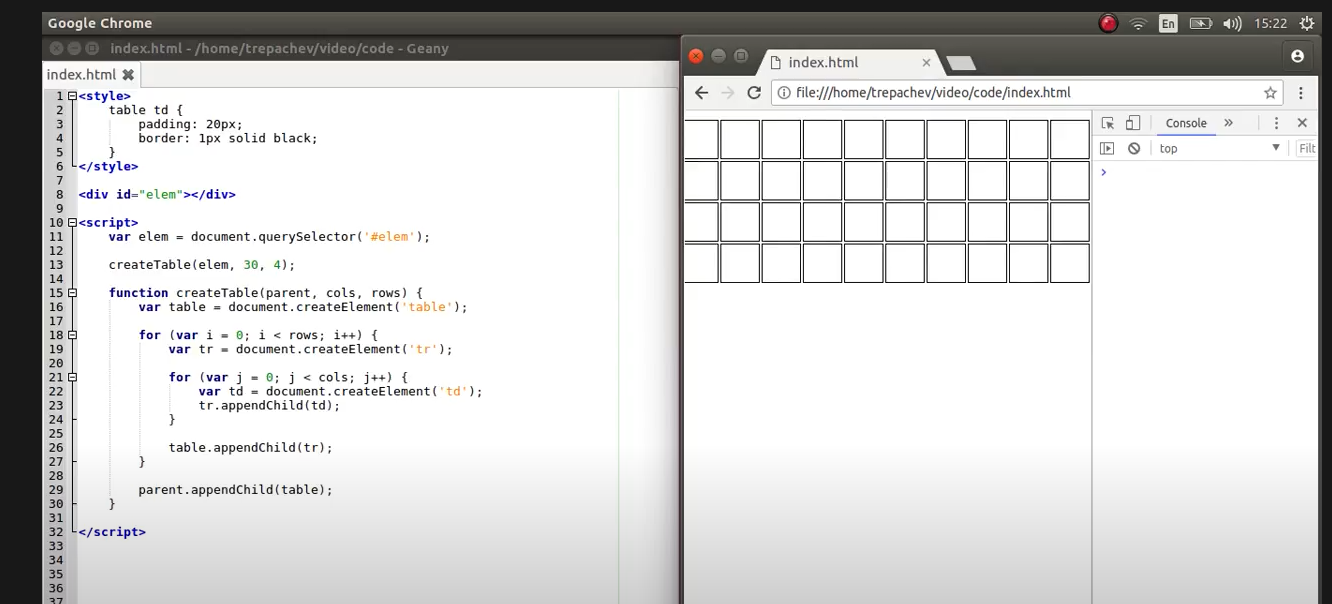 Google Chrome
En
15:22
index.html - /home/trepachev/video/code - Geany
index.html
1 <style>
2 table td {
3 padding: 20px;
4 border: 1px solid black;
5 }
6 </style>
7
8 <div id="elem"></div>
9
10 <script>
11 var elem = document.querySelector('#elem');
12
13 createTable(elem, 30, 4);
14
15 function createTable(parent, cols, rows) {
16 var table = document.createElement('table');
17
18 for (var i = 0; i < rows; i++) {
19 var tr = document.createElement('tr');
20
21 for (var j = 0; j < cols; j++) {
22 var td = document.createElement('td');
23 tr.appendChild(td);
24 }
25
26 table.appendChild(tr);
27 }
28
29 parent.appendChild(table);
30 }
31
32 </script>
33
34
35
36
37
index.html
file:///home/trepachev/video/code/index.html
Console »
top
Filt
>